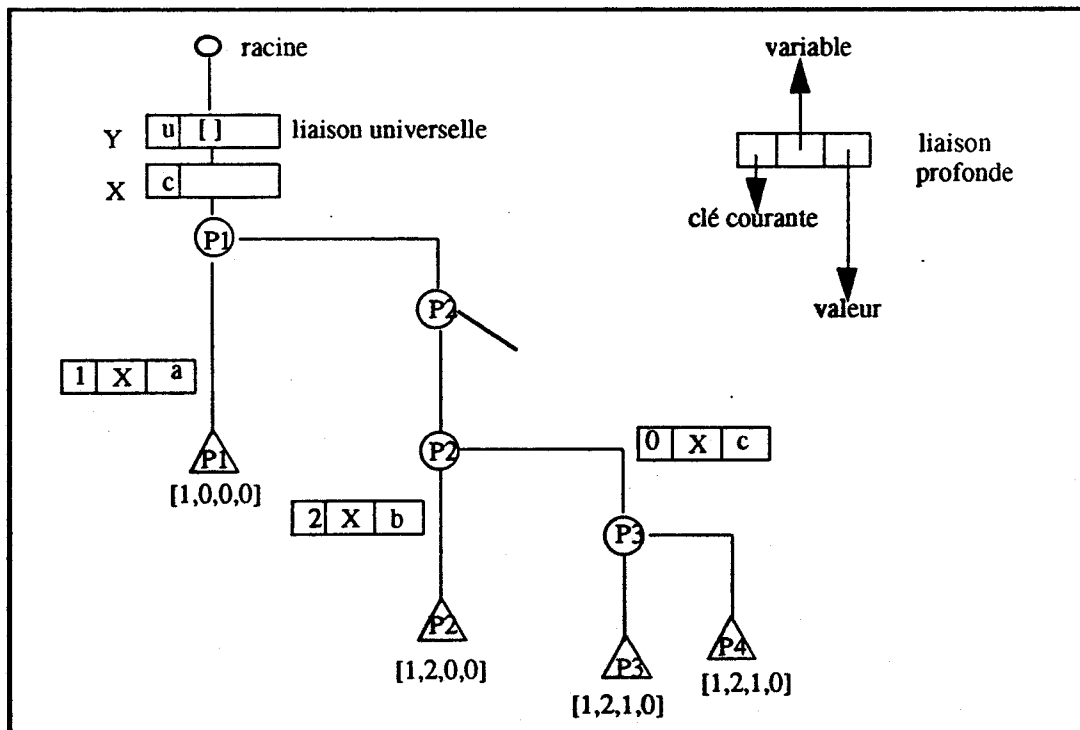 racine
variable
Y u [ ] liaison universelle
X c
liaison
profonde
clé courante
valeur
P1
P2
1 X a
P2
0 X c
P1
[1,0,0,0]
2 X b
P3
P2
[1,2,0,0]
P3
[1,2,1,0]
P4
[1,2,1,0]